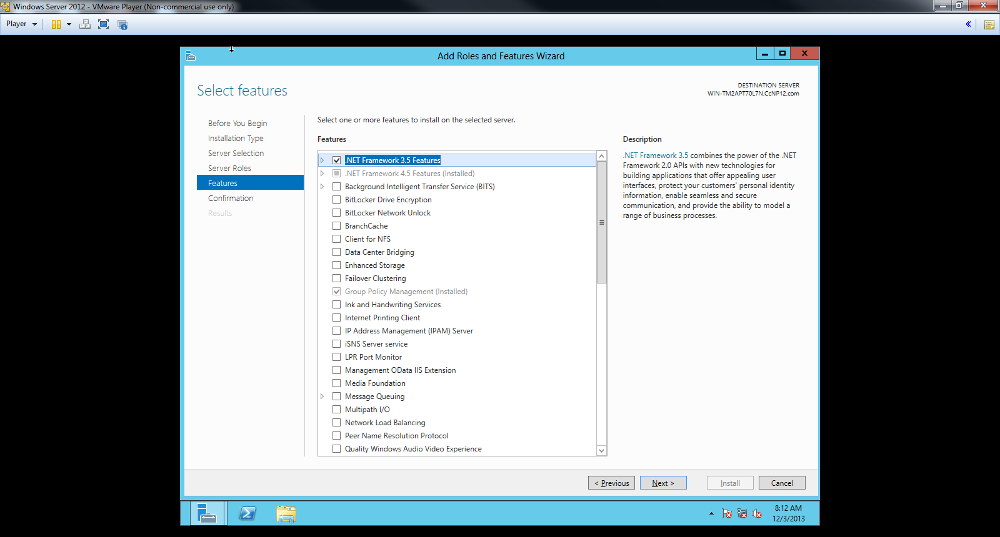 Windows Server 2012 - VMware Player (Non-commercial use only)
Player
Add Roles and Features Wizard
Select features
DESTINATION SERVER
WIN-TM2APT70L7N.CcNP12.com
Before You Begin
Installation Type
Server Selection
Server Roles
Features
Confirmation
Results
Select one or more features to install on the selected server.
Features
.NET Framework 3.5 Features
.NET Framework 4.5 Features (Installed)
Background Intelligent Transfer Service (BITS)
BitLocker Drive Encryption
BitLocker Network Unlock
BranchCache
Client for NFS
Data Center Bridging
Enhanced Storage
Failover Clustering
Group Policy Management (Installed)
Ink and Handwriting Services
Internet Printing Client
IP Address Management (IPAM) Server
iSNS Server service
LPR Port Monitor
Management OData IIS Extension
Media Foundation
Message Queuing
Multipath I/O
Network Load Balancing
Peer Name Resolution Protocol
Quality Windows Audio Video Experience
Description
.NET Framework 3.5 combines the power of the .NET
Framework 2.0 APIs with new technologies for
building applications that offer appealing user
interfaces, protect your customers' personal identity
information, enable seamless and secure
communication, and provide the ability to model a
range of business processes.
< Previous
Next >
Install
Cancel
8:12 AM
12/3/2013